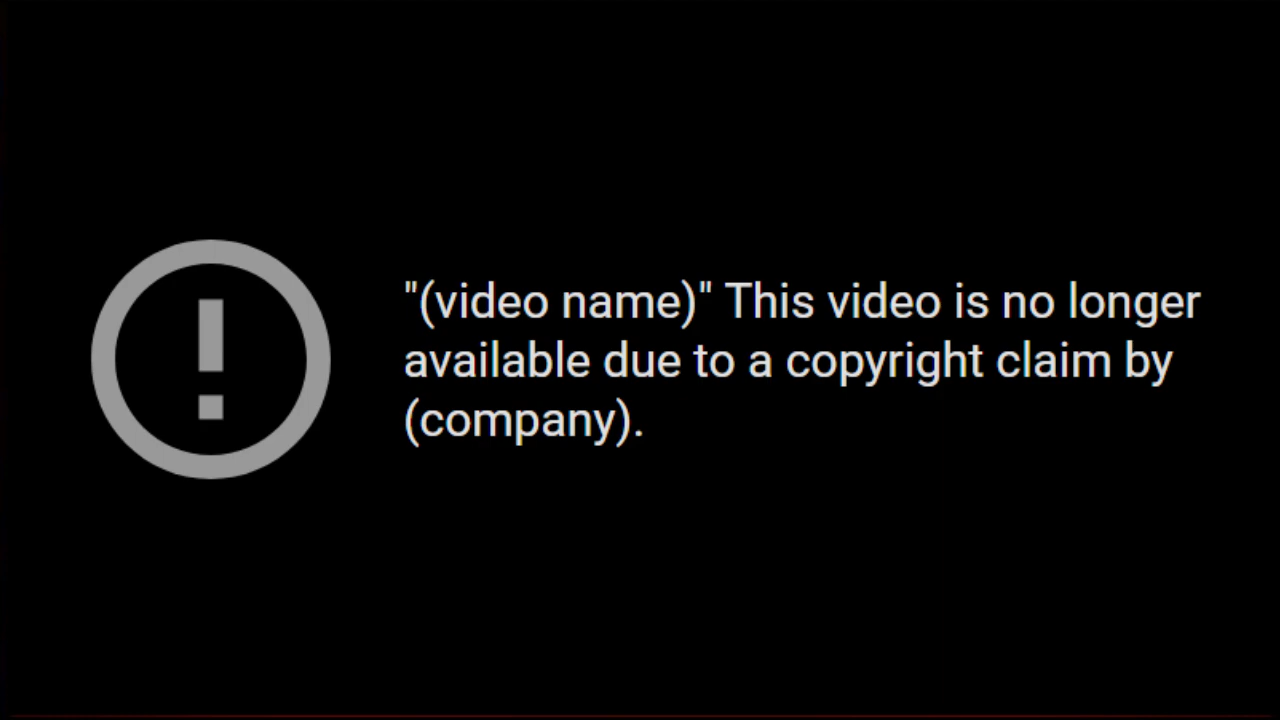 "(video name)" This video is no longer
available due to a copyright claim by
(company).